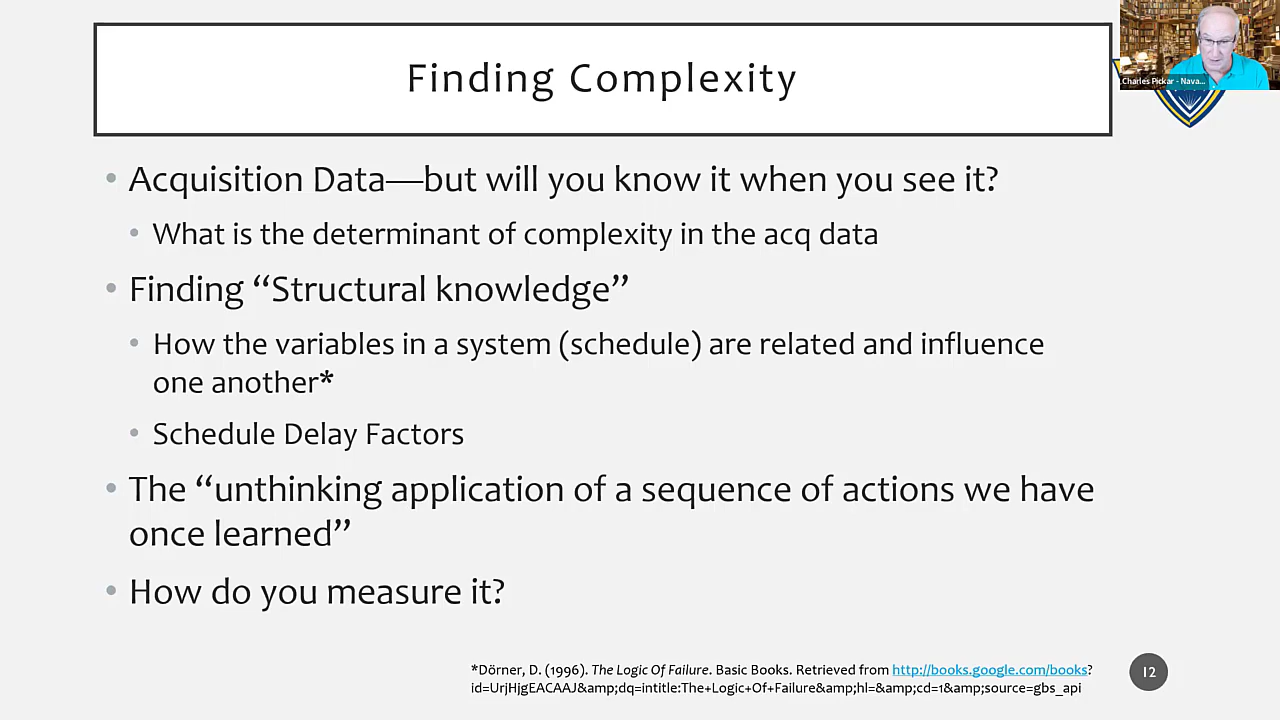 Finding Complexity
Charles Pickar - Nava...
• Acquisition Data—but will you know it when you see it?
• What is the determinant of complexity in the acq data
• Finding “Structural knowledge”
• How the variables in a system (schedule) are related and influence
one another*
• Schedule Delay Factors
• The “unthinking application of a sequence of actions we have
once learned”
• How do you measure it?
*Dörner, D. (1996). The Logic Of Failure. Basic Books. Retrieved from http://books.google.com/books?
id=UrjHjgEACAAJ&amp;dq=intitle:The+Logic+Of+Failure&amp;hl=&amp;cd=1&amp;source=gbs_api
12